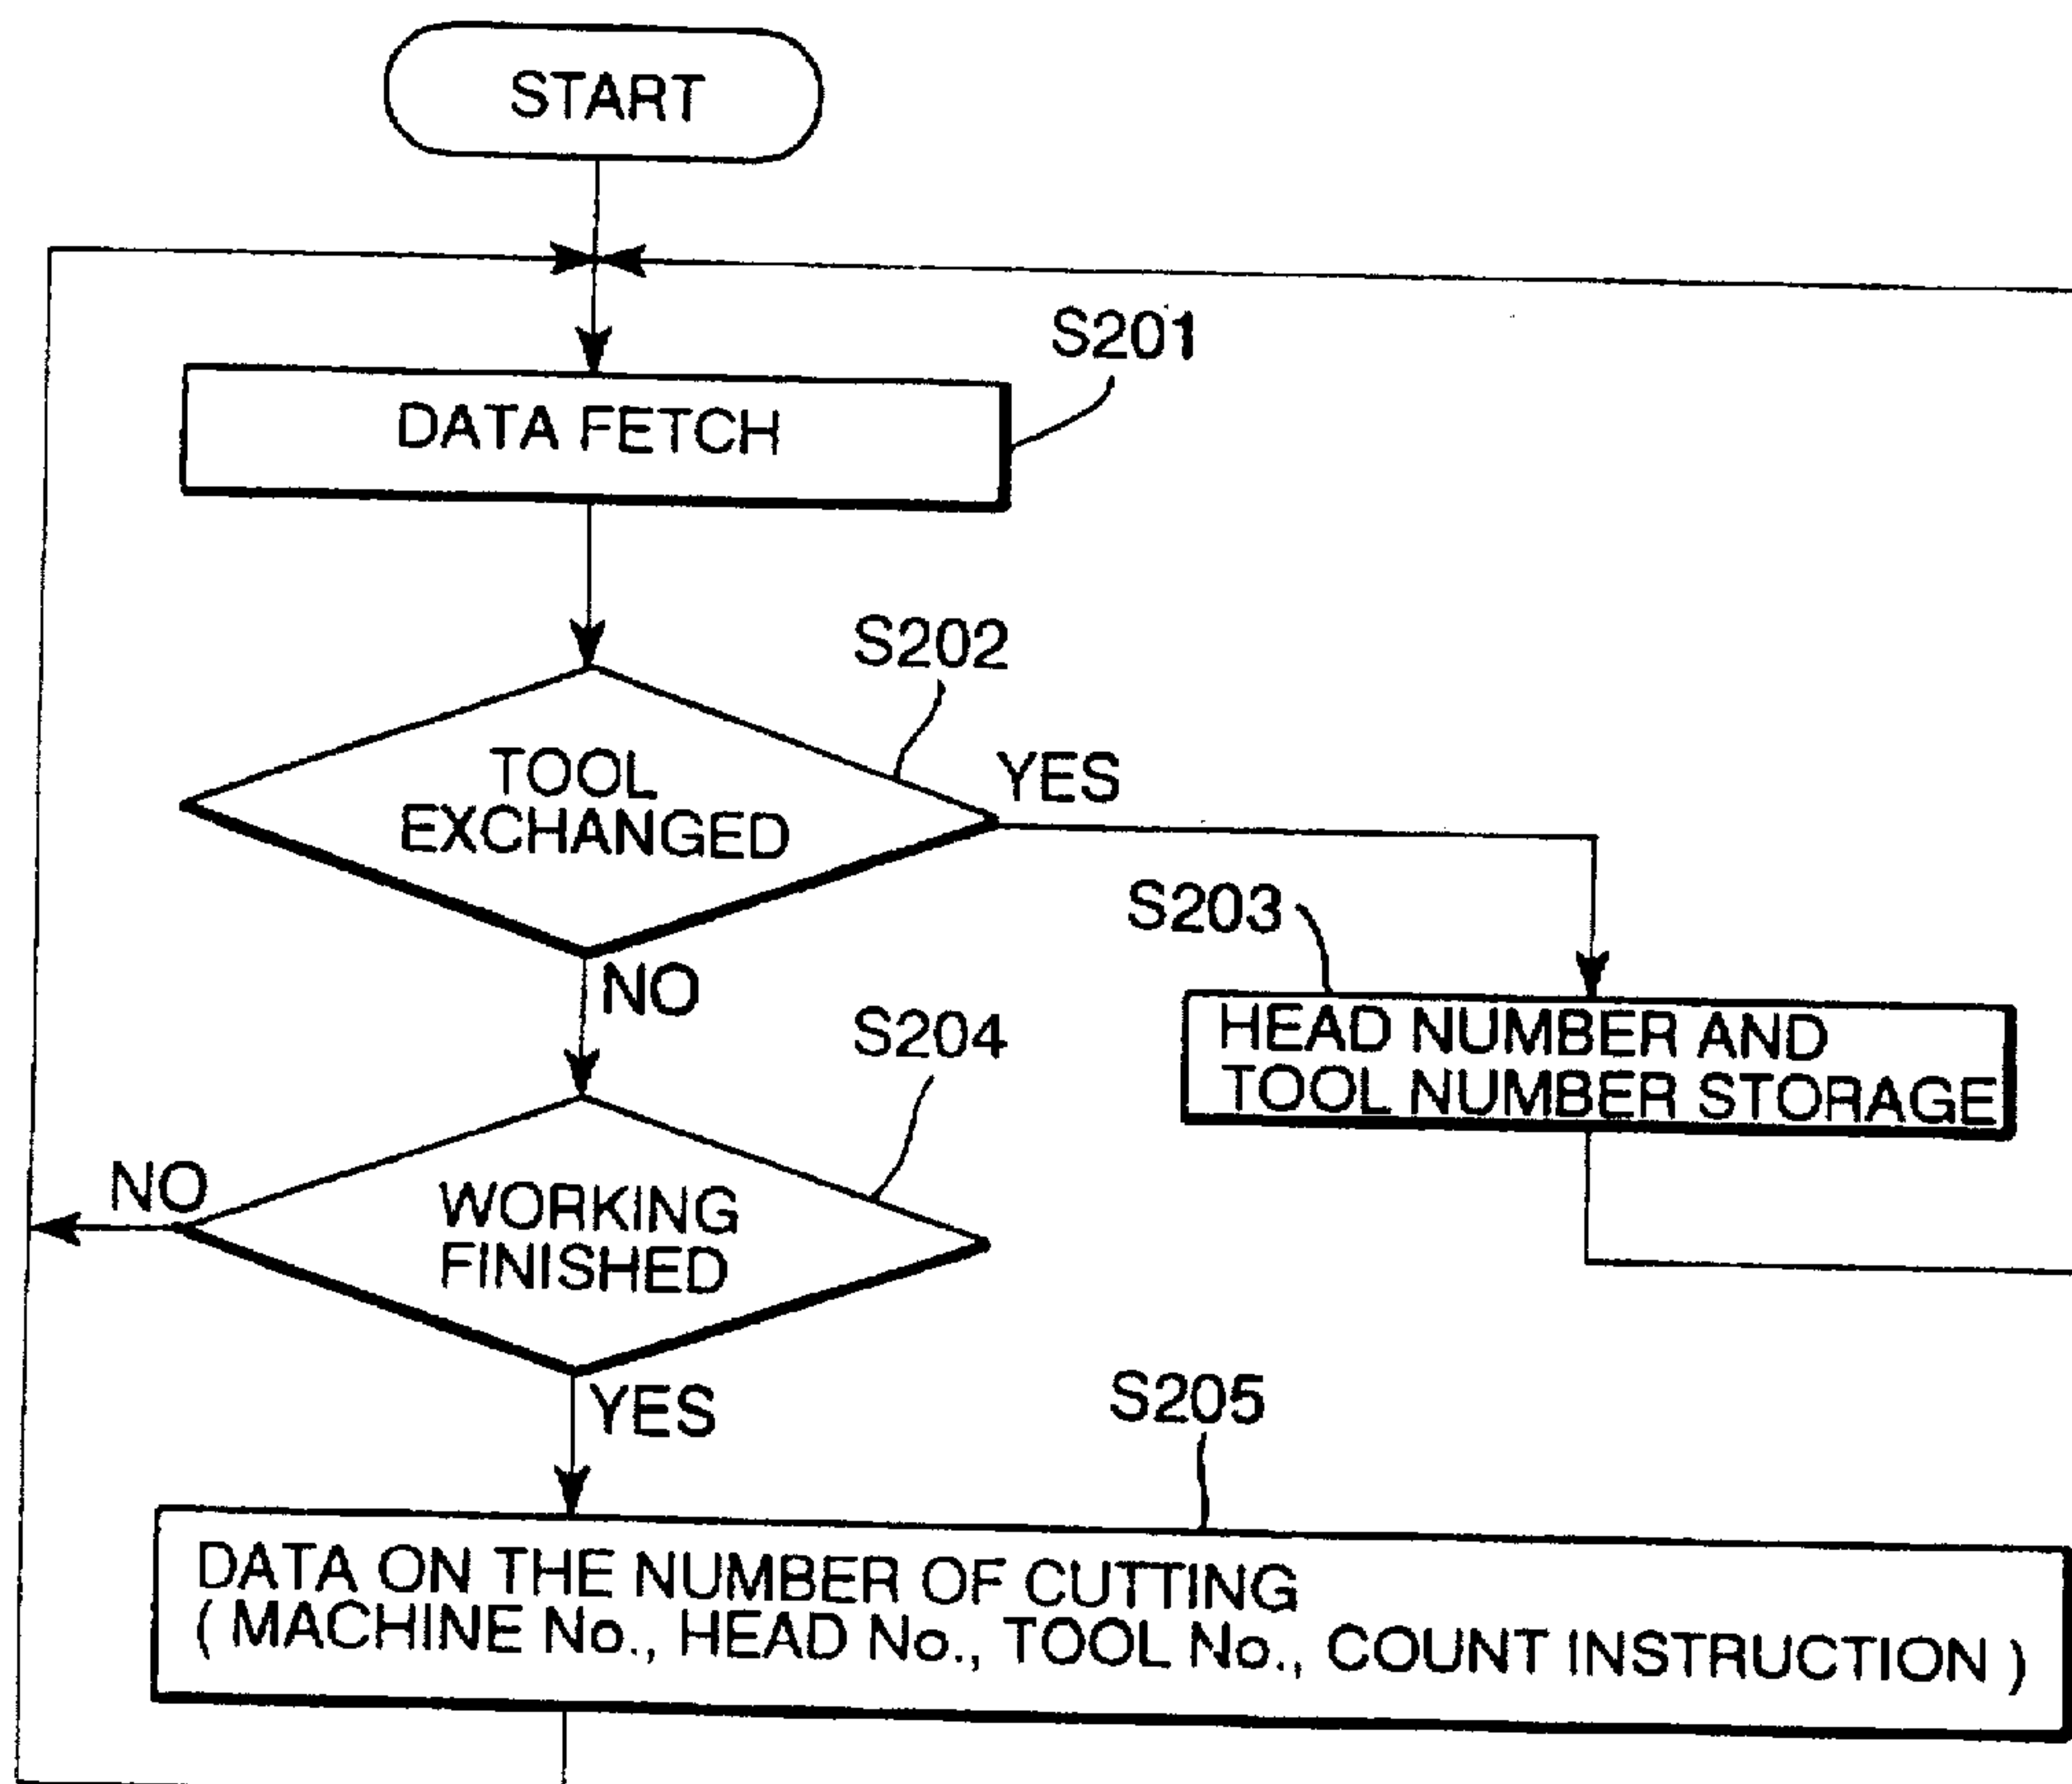 START
S201
DATA FETCH
S202
TOOL
EXCHANGED
YES
NO
S203
HEAD NUMBER AND
TOOL NUMBER STORAGE
S204
WORKING
FINISHED
NO
YES
S205
DATA ON THE NUMBER OF CUTTING
( MACHINE No., HEAD No., TOOL No., COUNT INSTRUCTION )